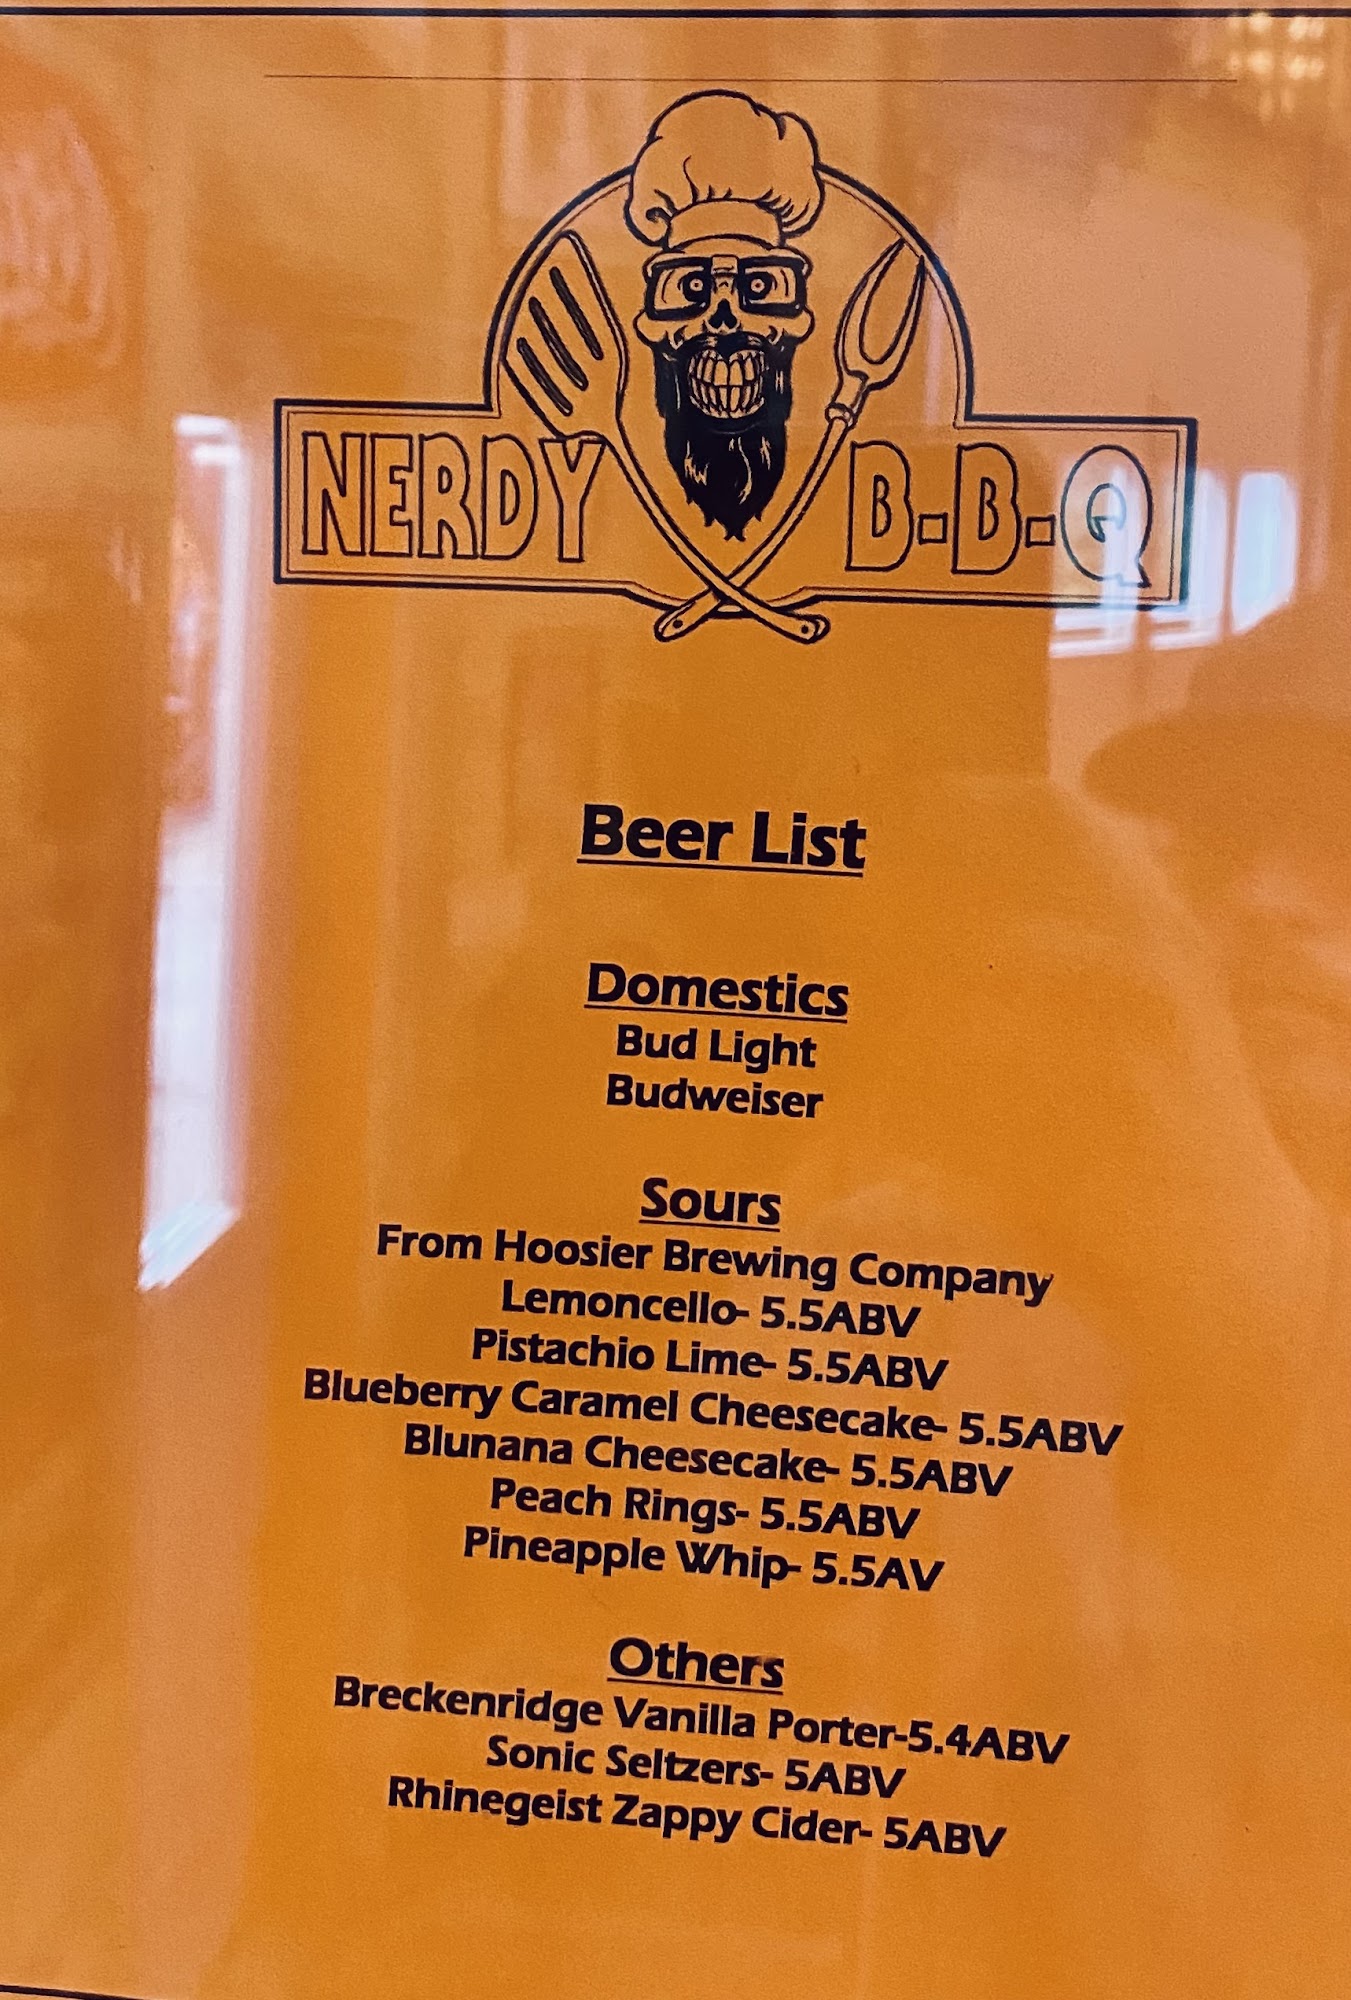 NERDY B-B-Q
Beer List
Domestics
Bud Light
Budweiser
Sours
From Hoosier Brewing Company
Lemoncello- 5.5ABV
Pistachio Lime- 5.5ABV
Blueberry Caramel Cheesecake- 5.5ABV
Blunana Cheesecake- 5.5ABV
Peach Rings- 5.5ABV
Pineapple Whip- 5.5AV
Others
Breckenridge Vanilla Porter-5.4ABV
Sonic Seltzers- 5ABV
Rhinegeist Zappy Cider- 5ABV